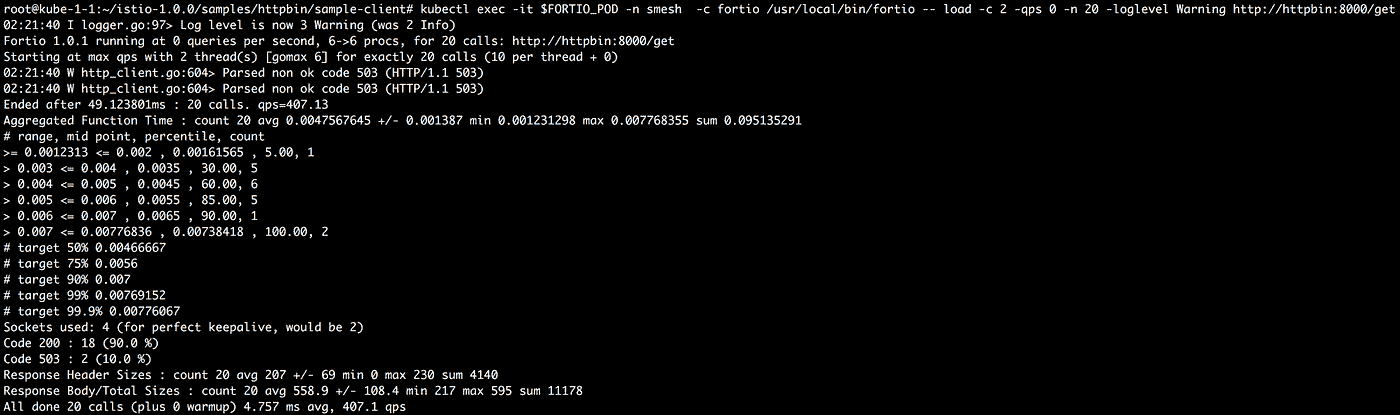 root@kube-1-1:~/istio-1.0.0/samples/httpbin/sample-client# kubectl exec -it $FORTIO_POD -n smesh  -c fortio /usr/local/bin/fortio -- load -c 2 -qps 0 -n 20 -loglevel Warning http://httpbin:8000/get
02:21:40 I logger.go:97> Log level is now 3 Warning (was 2 Info)
Fortio 1.0.1 running at 0 queries per second, 6->6 procs, for 20 calls: http://httpbin:8000/get
Starting at max qps with 2 thread(s) [gomax 6] for exactly 20 calls (10 per thread + 0)
02:21:40 W http_client.go:604> Parsed non ok code 503 (HTTP/1.1 503)
02:21:40 W http_client.go:604> Parsed non ok code 503 (HTTP/1.1 503)
Ended after 49.123801ms : 20 calls. qps=407.13
Aggregated Function Time : count 20 avg 0.0047567645 +/- 0.001387 min 0.001231298 max 0.007768355 sum 0.095135291
# range, mid point, percentile, count
>= 0.0012313 <= 0.002 , 0.00161565 , 5.00, 1
> 0.003 <= 0.004 , 0.0035 , 30.00, 5
> 0.004 <= 0.005 , 0.0045 , 60.00, 6
> 0.005 <= 0.006 , 0.0055 , 85.00, 5
> 0.006 <= 0.007 , 0.0065 , 90.00, 1
> 0.007 <= 0.00776836 , 0.00738418 , 100.00, 2
# target 50% 0.00466667
# target 75% 0.0056
# target 90% 0.007
# target 99% 0.00769152
# target 99.9% 0.00776067
Sockets used: 4 (for perfect keepalive, would be 2)
Code 200 : 18 (90.0 %)
Code 503 : 2 (10.0 %)
Response Header Sizes : count 20 avg 207 +/- 69 min 0 max 230 sum 4140
Response Body/Total Sizes : count 20 avg 558.9 +/- 108.4 min 217 max 595 sum 11178
All done 20 calls (plus 0 warmup) 4.757 ms avg, 407.1 qps